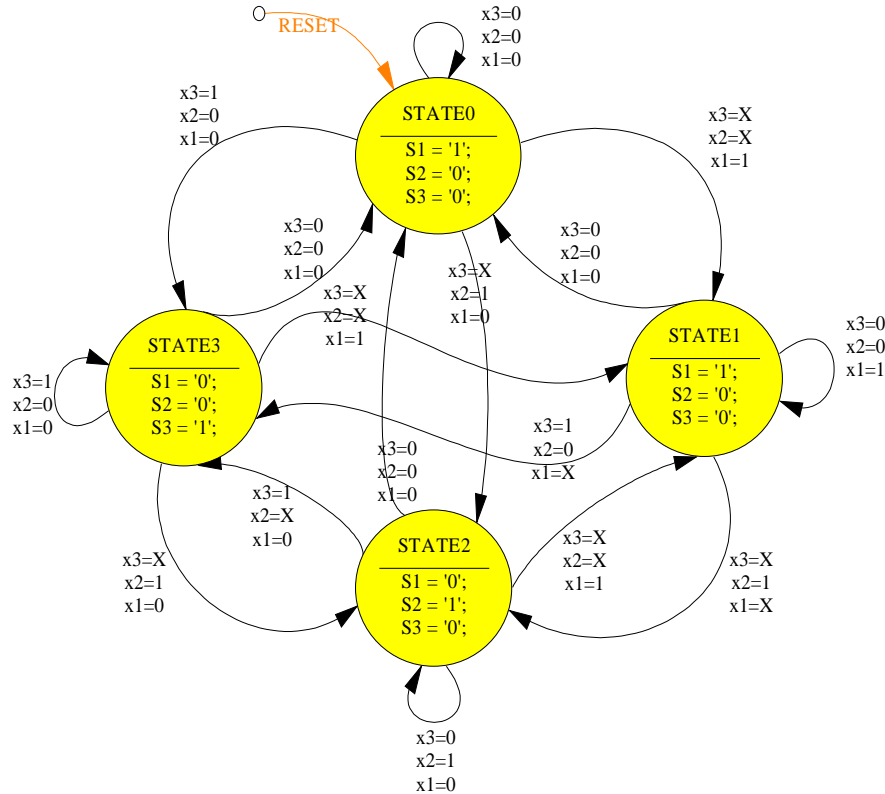 RESET
x3=0
x2=0
x1=0
x3=1
x2=0
x1=0
STATE0
S1 = '1';
S2 = '0';
S3 = '0';
x3=X
x2=X
x1=1
x3=0
x2=0
x1=0
x3=X
x2=1
x1=0
x3=0
x2=0
x1=0
x3=X
x2=X
x1=1
STATE3
S1 = '0';
S2 = '0';
S3 = '1';
STATE1
S1 = '1';
S2 = '0';
S3 = '0';
x3=0
x2=0
x1=1
x3=1
x2=0
x1=0
x3=1
x2=0
x1=X
x3=0
x2=0
x1=0
x3=1
x2=X
x1=0
STATE2
S1 = '0';
S2 = '1';
S3 = '0';
x3=X
x2=X
x1=1
x3=X
x2=1
x1=0
x3=X
x2=1
x1=X
x3=0
x2=1
x1=0